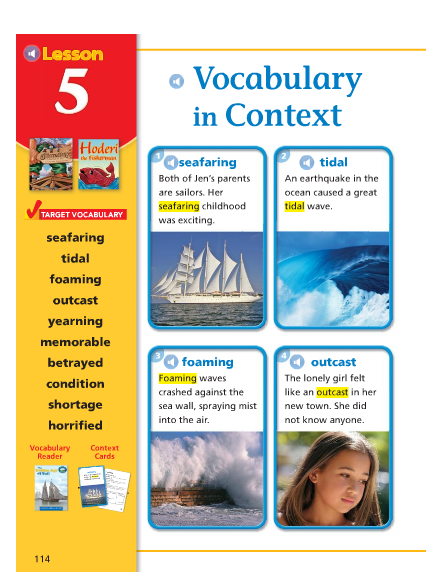 Lesson
5
Hoderi
the Fisherman
TARGET VOCABULARY
seafaring
tidal
foaming
outcast
yearning
memorable
betrayed
condition
shortage
horrified
Vocabulary
Reader
Context
Cards
114
Vocabulary
in Context
1
seafaring
Both of Jen's parents
are sailors. Her
seafaring childhood
was exciting.
2
tidal
An earthquake in the
ocean caused a great
tidal wave.
3
foaming
Foaming waves
crashed against the
sea wall, spraying mist
into the air.
4
outcast
The lonely girl felt
like an outcast in her
new town. She did
not know anyone.